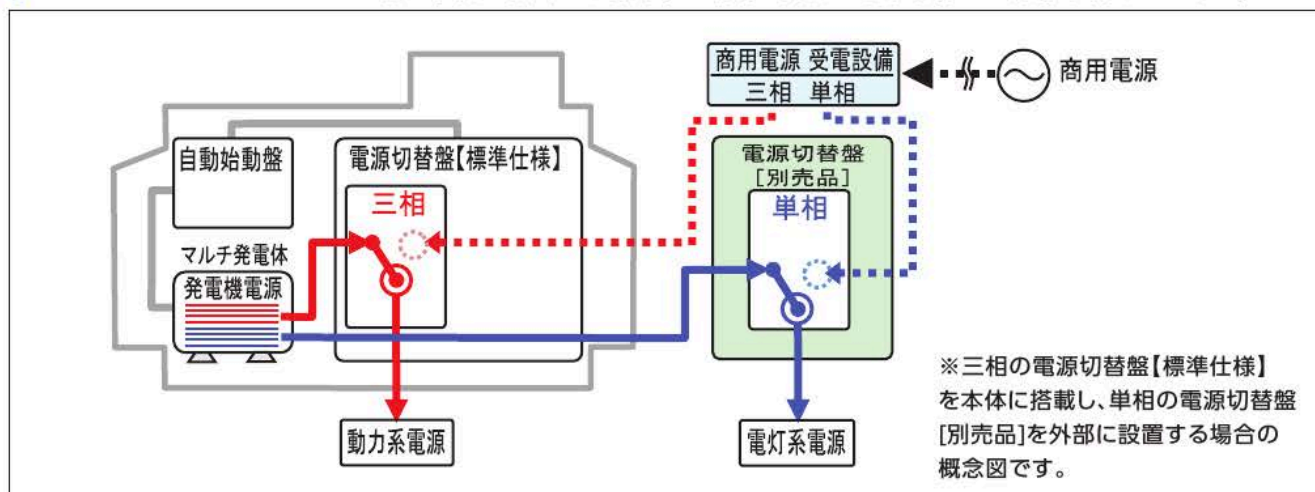 商用電源 受電設備
三相 単相
商用電源
自動始動盤
電源切替盤【標準仕様】
三相
電源切替盤
[別売品]
単相
マルチ発電体
発電機電源
動力系電源
電灯系電源
※三相の電源切替盤【標準仕様】
を本体に搭載し、単相の電源切替盤
[別売品]を外部に設置する場合の
概念図です。